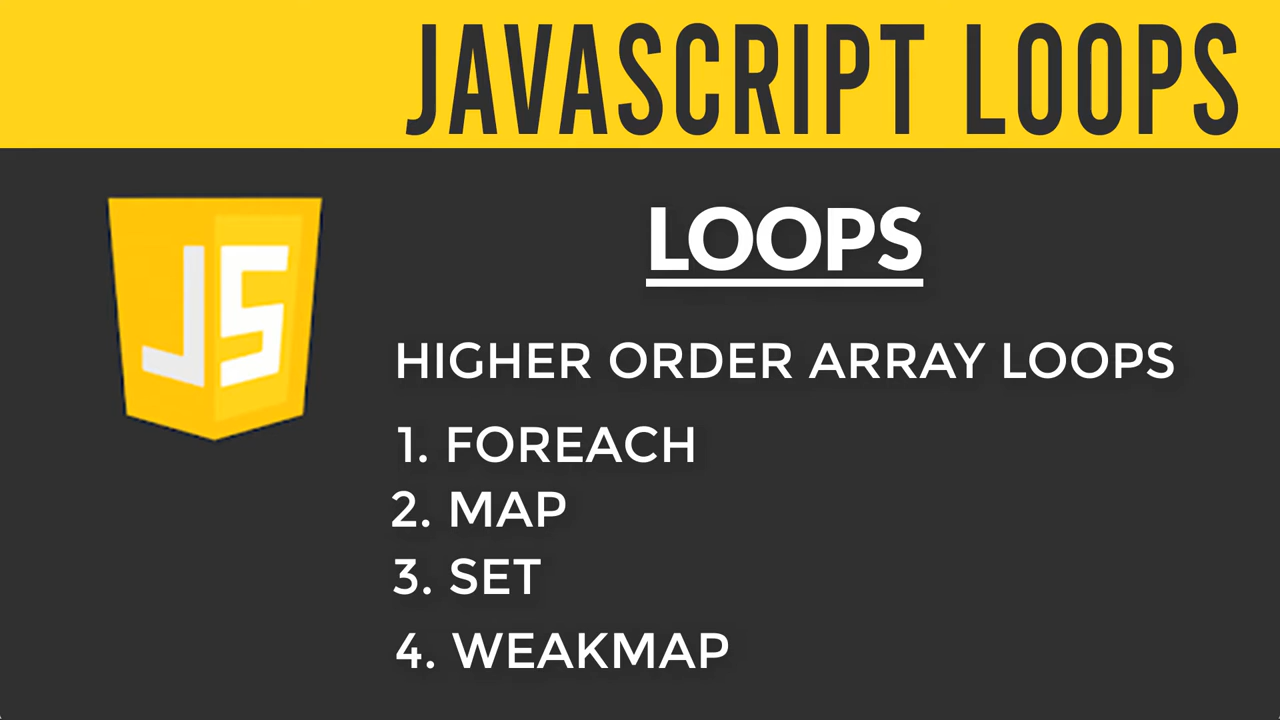 JAVASCRIPT LOOPS
JS
LOOPS
HIGHER ORDER ARRAY LOOPS
1. FOREACH
2. MAP
3. SET
4. WEAKMAP